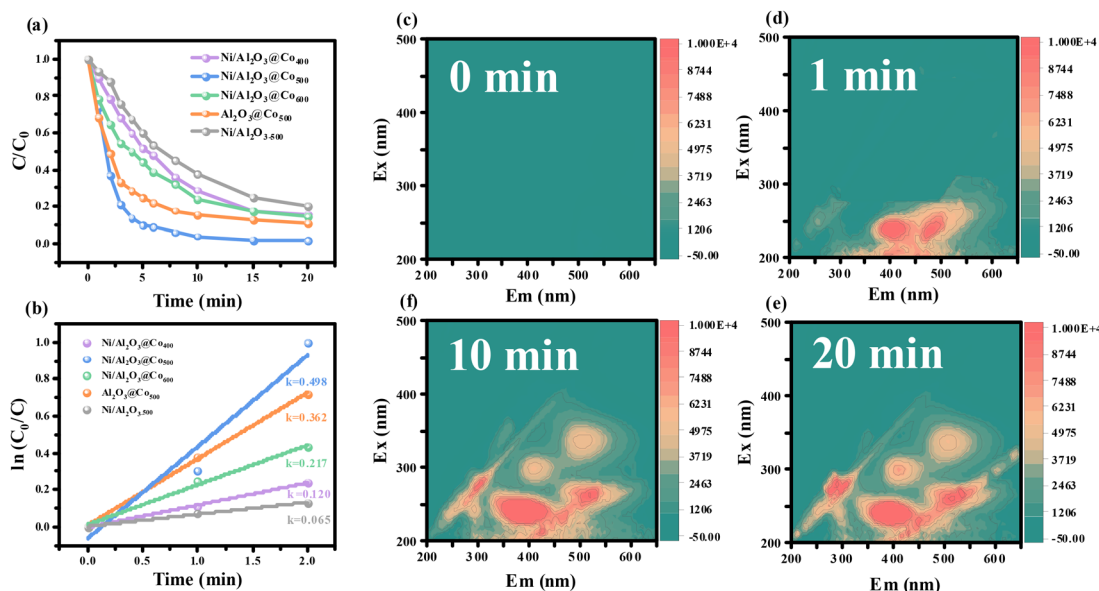 (a)
C/C₀
1.0
0.8
0.6
0.4
0.2
0.0
Ni/Al₂O₃@Co₄₀₀
Ni/Al₂O₃@Co₅₀₀
Ni/Al₂O₃@Co₆₀₀
Al₂O₃@Co₅₀₀
Ni/Al₂O₃₋₅₀₀
0 5 10 15 20
Time (min)
(c)
0 min
Ex (nm)
500
400
300
200
200 300 400 500 600
Em (nm)
1.000E+4
8744
7488
6231
4975
3719
2463
1206
-50.00
(d)
1 min
Ex (nm)
500
400
300
200
200 300 400 500 600
Em (nm)
1.000E+4
8744
7488
6231
4975
3719
2463
1206
-50.00
(b)
ln (C₀/C)
1.0
0.8
0.6
0.4
0.2
0.0
Ni/Al₂O₃@Co₄₀₀
Ni/Al₂O₃@Co₅₀₀
Ni/Al₂O₃@Co₆₀₀
Al₂O₃@Co₅₀₀
Ni/Al₂O₃.₅₀₀
k=0.498
k=0.362
k=0.217
k=0.120
k=0.065
0.0 0.5 1.0 1.5 2.0
Time (min)
(f)
10 min
Ex (nm)
500
400
300
200
200 300 400 500 600
Em (nm)
1.000E+4
8744
7488
6231
4975
3719
2463
1206
-50.00
(e)
20 min
Ex (nm)
500
400
300
200
200 300 400 500 600
Em (nm)
1.000E+4
8744
7488
6231
4975
3719
2463
1206
-50.00